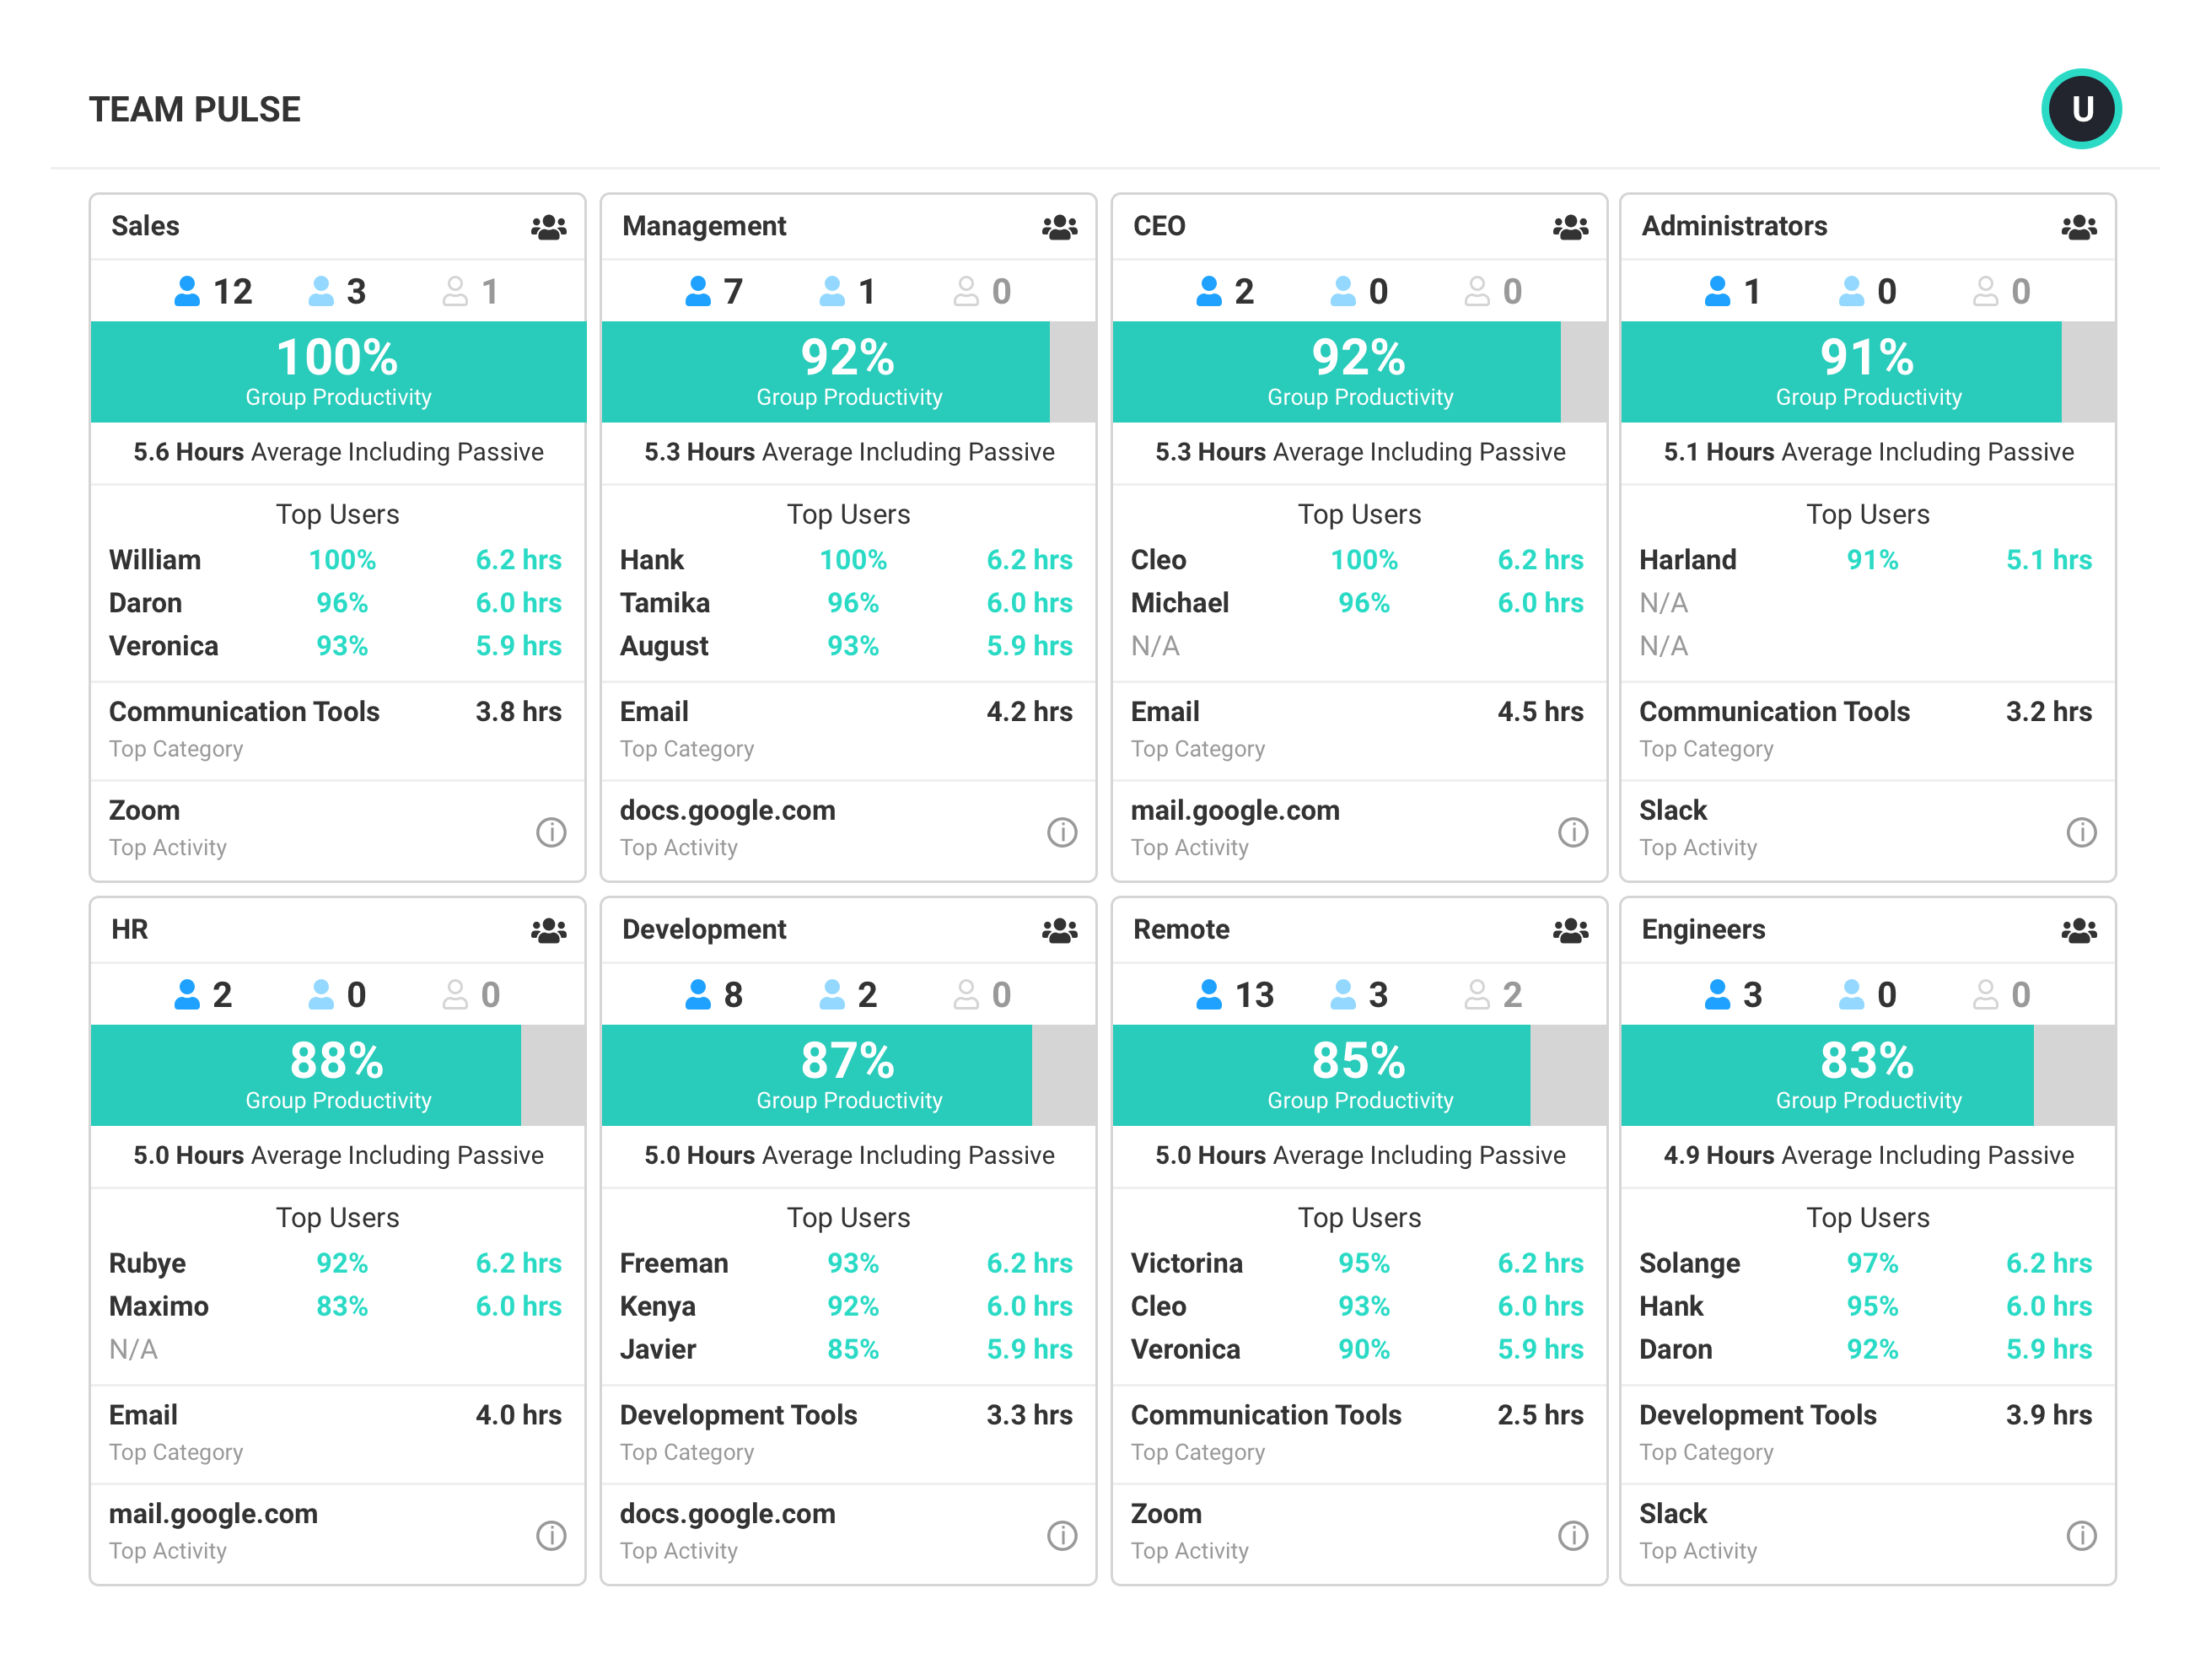 TEAM PULSE
U
Sales
12 3 1
100%
Group Productivity
5.6 Hours Average Including Passive
Top Users
William 100% 6.2 hrs
Daron 96% 6.0 hrs
Veronica 93% 5.9 hrs
Communication Tools 3.8 hrs
Top Category
Zoom
Top Activity
Management
7 1 0
92%
Group Productivity
5.3 Hours Average Including Passive
Top Users
Hank 100% 6.2 hrs
Tamika 96% 6.0 hrs
August 93% 5.9 hrs
Email 4.2 hrs
Top Category
docs.google.com
Top Activity
CEO
2 0 0
92%
Group Productivity
5.3 Hours Average Including Passive
Top Users
Cleo 100% 6.2 hrs
Michael 96% 6.0 hrs
N/A
Email 4.5 hrs
Top Category
mail.google.com
Top Activity
Administrators
1 0 0
91%
Group Productivity
5.1 Hours Average Including Passive
Top Users
Harland 91% 5.1 hrs
N/A
N/A
Communication Tools 3.2 hrs
Top Category
Slack
Top Activity
HR
2 0 0
88%
Group Productivity
5.0 Hours Average Including Passive
Top Users
Rubye 92% 6.2 hrs
Maximo 83% 6.0 hrs
N/A
Email 4.0 hrs
Top Category
mail.google.com
Top Activity
Development
8 2 0
87%
Group Productivity
5.0 Hours Average Including Passive
Top Users
Freeman 93% 6.2 hrs
Kenya 92% 6.0 hrs
Javier 85% 5.9 hrs
Development Tools 3.3 hrs
Top Category
docs.google.com
Top Activity
Remote
13 3 2
85%
Group Productivity
5.0 Hours Average Including Passive
Top Users
Victorina 95% 6.2 hrs
Cleo 93% 6.0 hrs
Veronica 90% 5.9 hrs
Communication Tools 2.5 hrs
Top Category
Zoom
Top Activity
Engineers
3 0 0
83%
Group Productivity
4.9 Hours Average Including Passive
Top Users
Solange 97% 6.2 hrs
Hank 95% 6.0 hrs
Daron 92% 5.9 hrs
Development Tools 3.9 hrs
Top Category
Slack
Top Activity